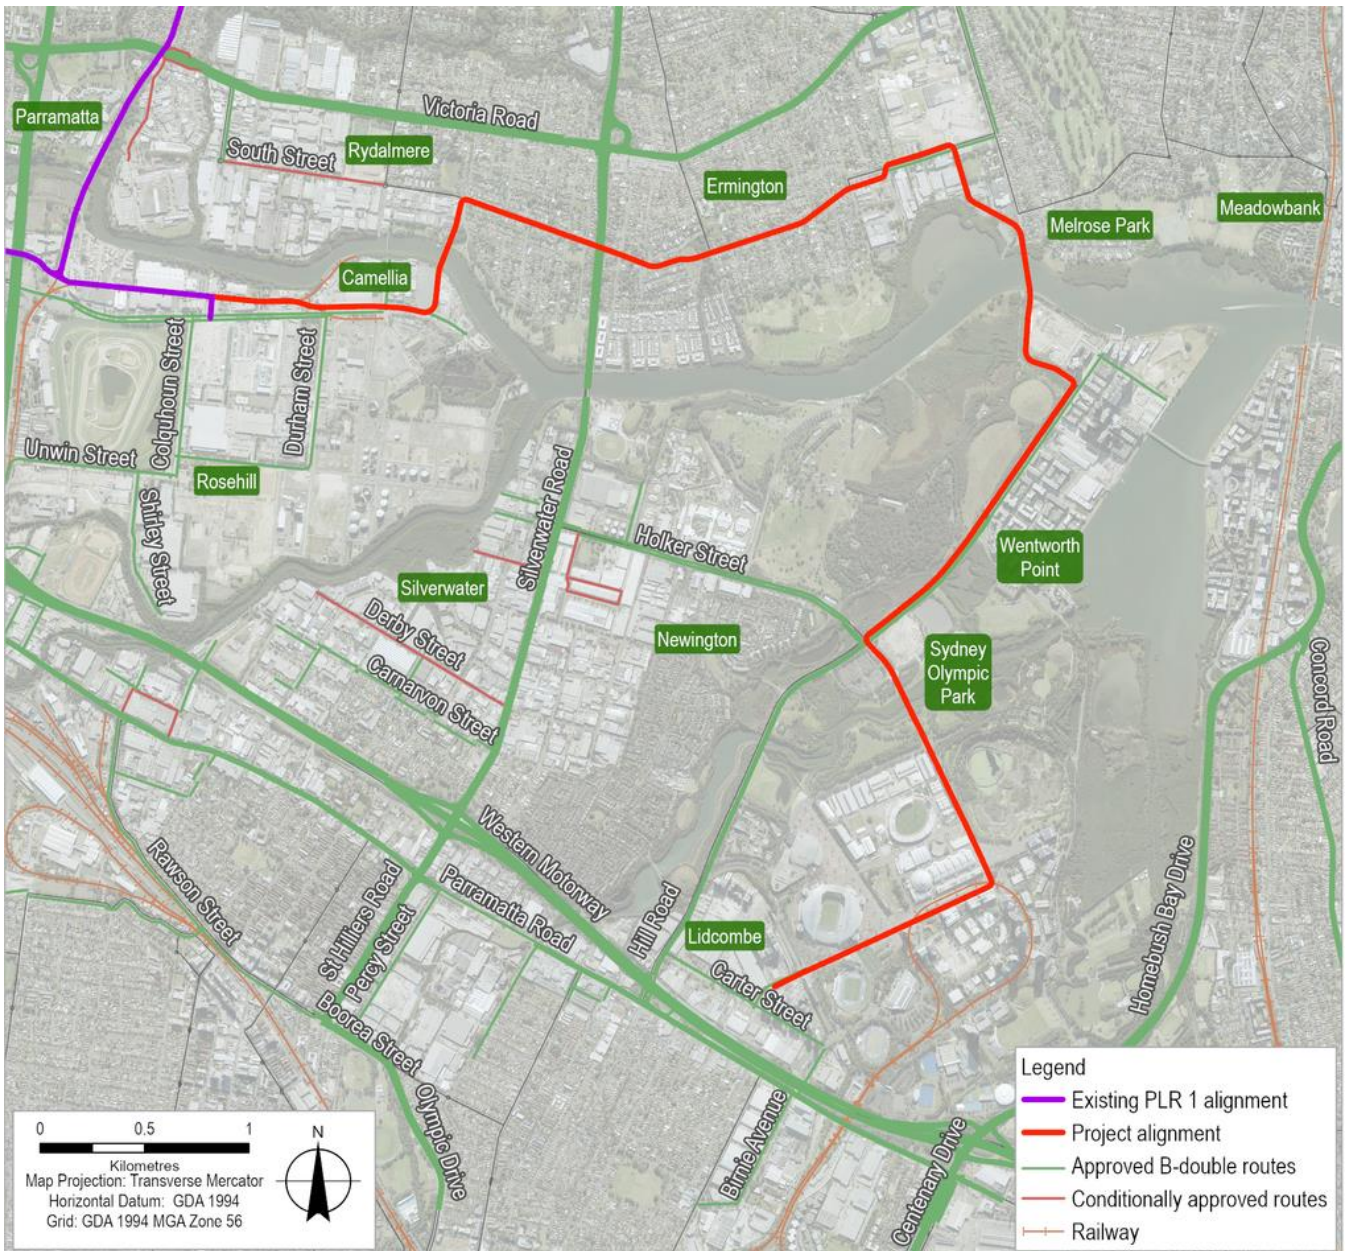 Victoria Road
Parramatta
South Street
Rydalmere
Ermington
Meadowbank
Melrose Park
Camellia
Colquhoun Street
Durham Street
Unwin Street
Rosehill
Shirley Street
Silverwater Road
Holker Street
Wentworth
Point
Silverwater
Derby Street
Newington
Sydney
Olympic
Park
Carnarvon Street
Concord Road
Western Motorway
Homebush Bay Drive
Rawson Street
St Hilliers Road
Percy Street
Parramatta Road
Hill Road
Lidcombe
Carter Street
Boorea Street
Olympic Drive
Birnie Avenue
Centenary Drive
Legend
Existing PLR 1 alignment
Project alignment
Approved B-double routes
Conditionally approved routes
Railway
0 0.5 1
Kilometres
N
Map Projection: Transverse Mercator
Horizontal Datum: GDA 1994
Grid: GDA 1994 MGA Zone 56